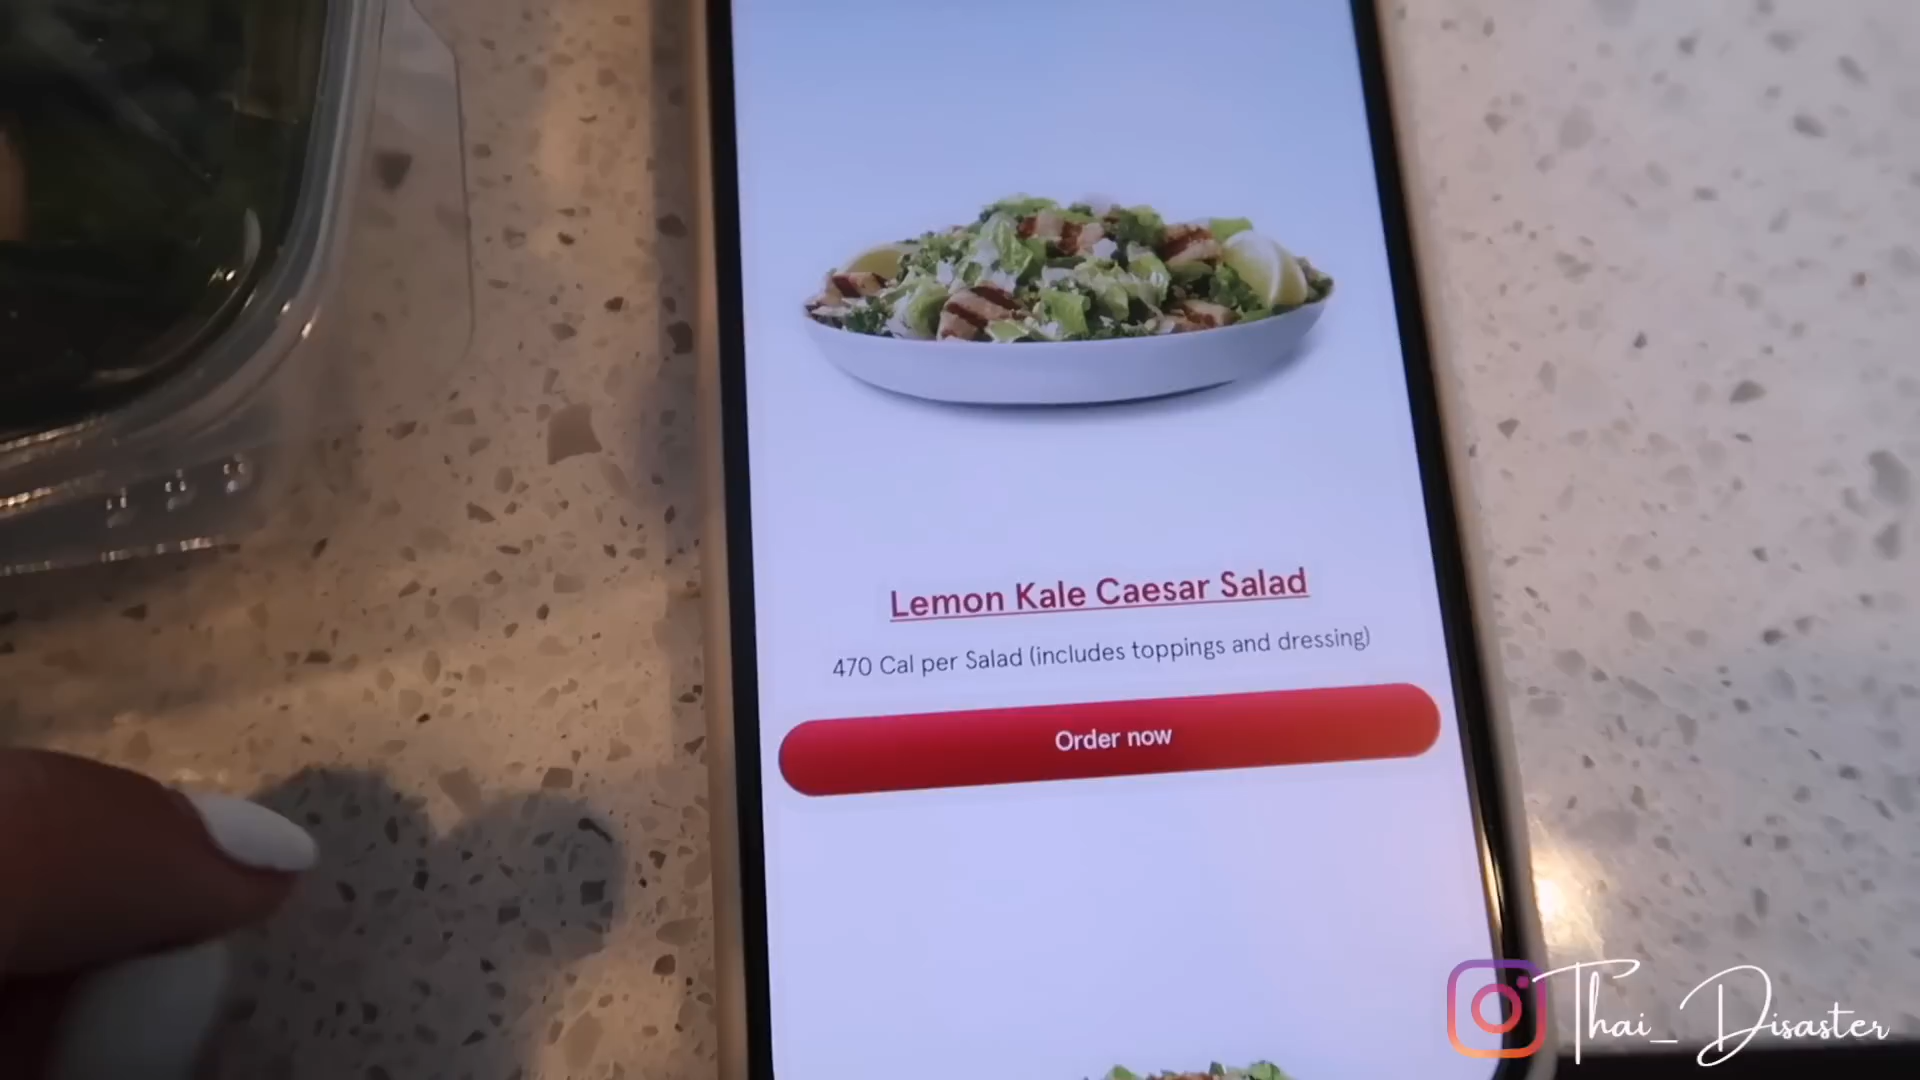 Lemon Kale Caesar Salad
470 Cal per Salad (includes toppings and dressing)
Order now
Thai_Disaster